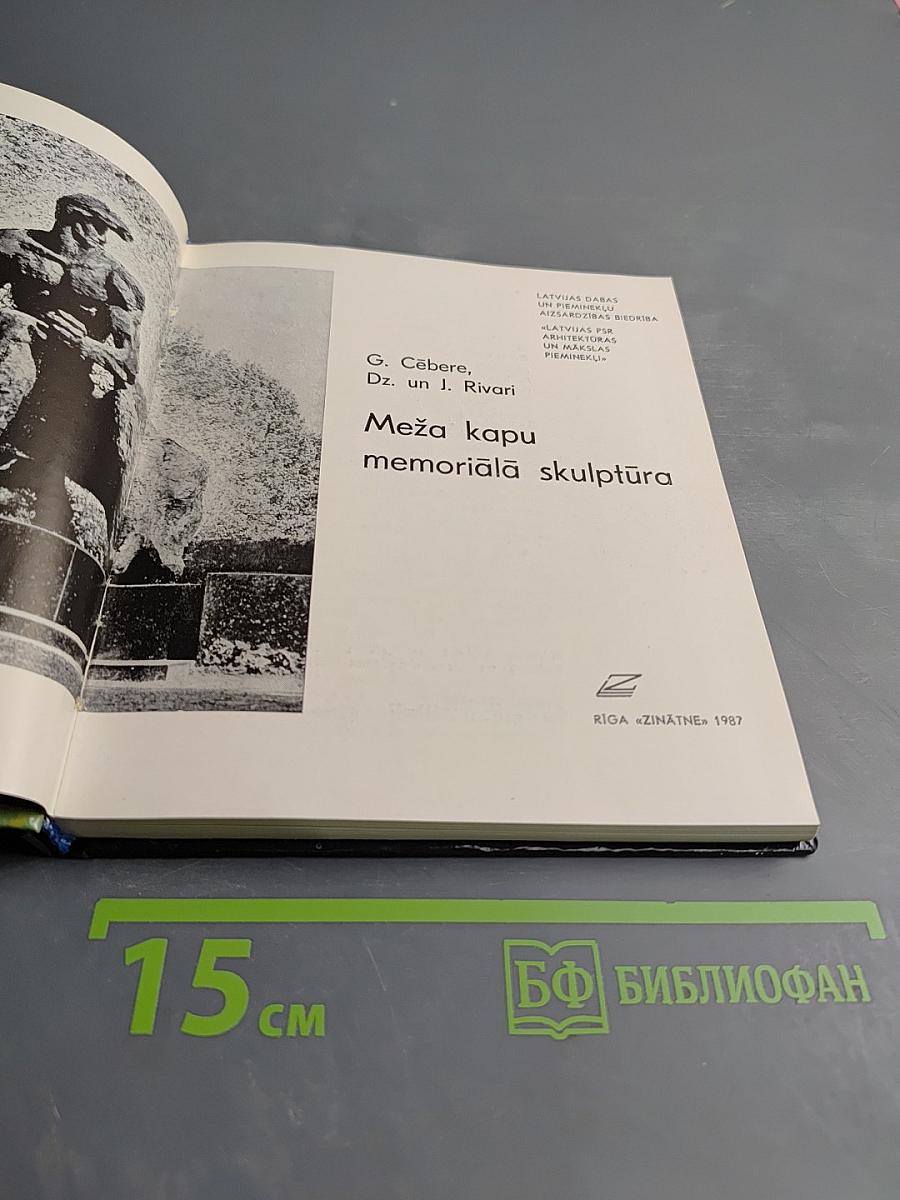 LATVIJAS DABAS
UN PIEMINEKĻU
AIZSARDZĪBAS BIEDRĪBA
«LATVIJAS PSR
ARHITEKTŪRAS
UN MĀKSLAS
PIEMINEKĻI»
G. Cēbere,
Dz. un J. Rivari
Meža kapu
memoriālā skulptūra
RĪGA «ZINĀTNE» 1987
15 см
БФ БИБЛИОФАН